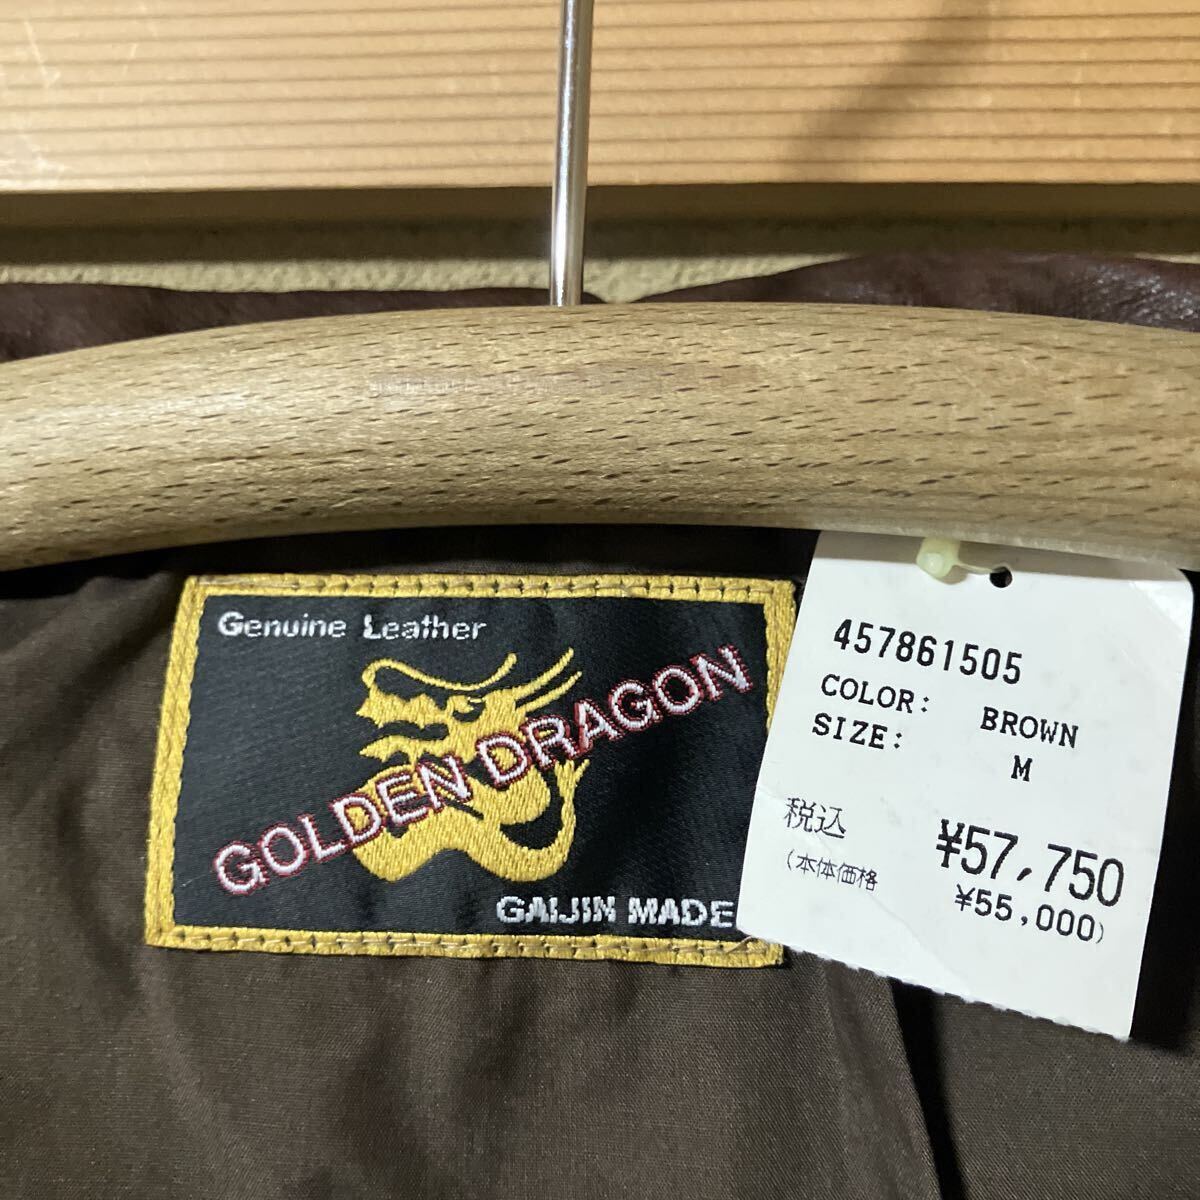 Genuine Leather
GOLDEN DRAGON
GAIJIN MADE
457861505
COLOR: BROWN
SIZE: M
税込 ¥57,750
(本体価格 ¥55,000)